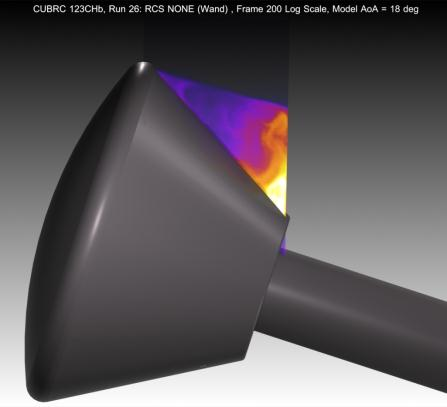 CUBRC 123CHb, Run 26: RCS NONE (Wand) , Frame 200 Log Scale, Model AoA = 18 deg